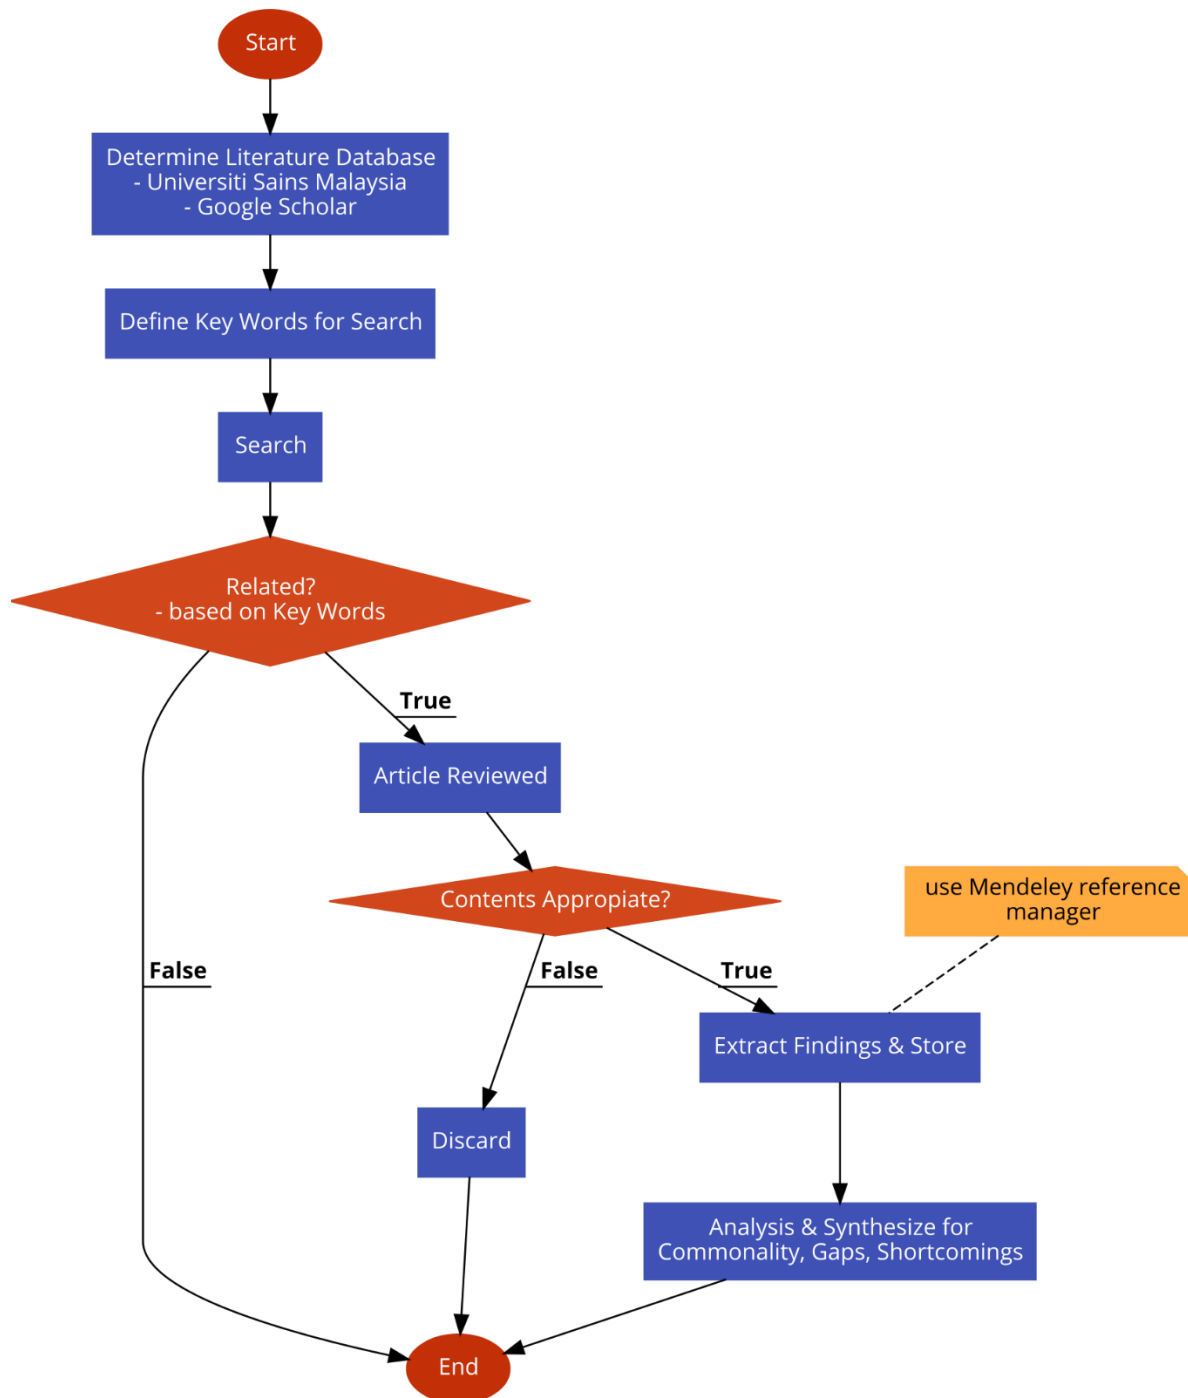 Start
Determine Literature Database
- Universiti Sains Malaysia
- Google Scholar
Define Key Words for Search
Search
Related?
- based on Key Words
True
Article Reviewed
Contents Appropiate?
use Mendeley reference
manager
False
False
True
Extract Findings & Store
Discard
Analysis & Synthesize for
Commonality, Gaps, Shortcomings
End